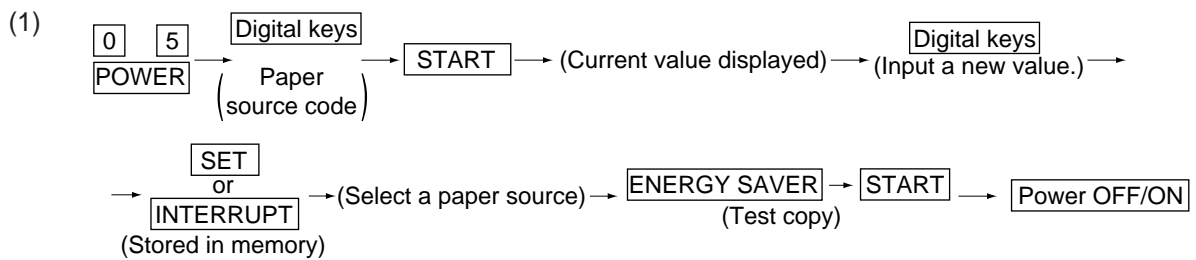 (1)
0 5
POWER
Digital keys
(Paper
source code)
START
(Current value displayed)
Digital keys
(Input a new value.)
SET
or
INTERRUPT
(Stored in memory)
(Select a paper source)
ENERGY SAVER
(Test copy)
START
Power OFF/ON